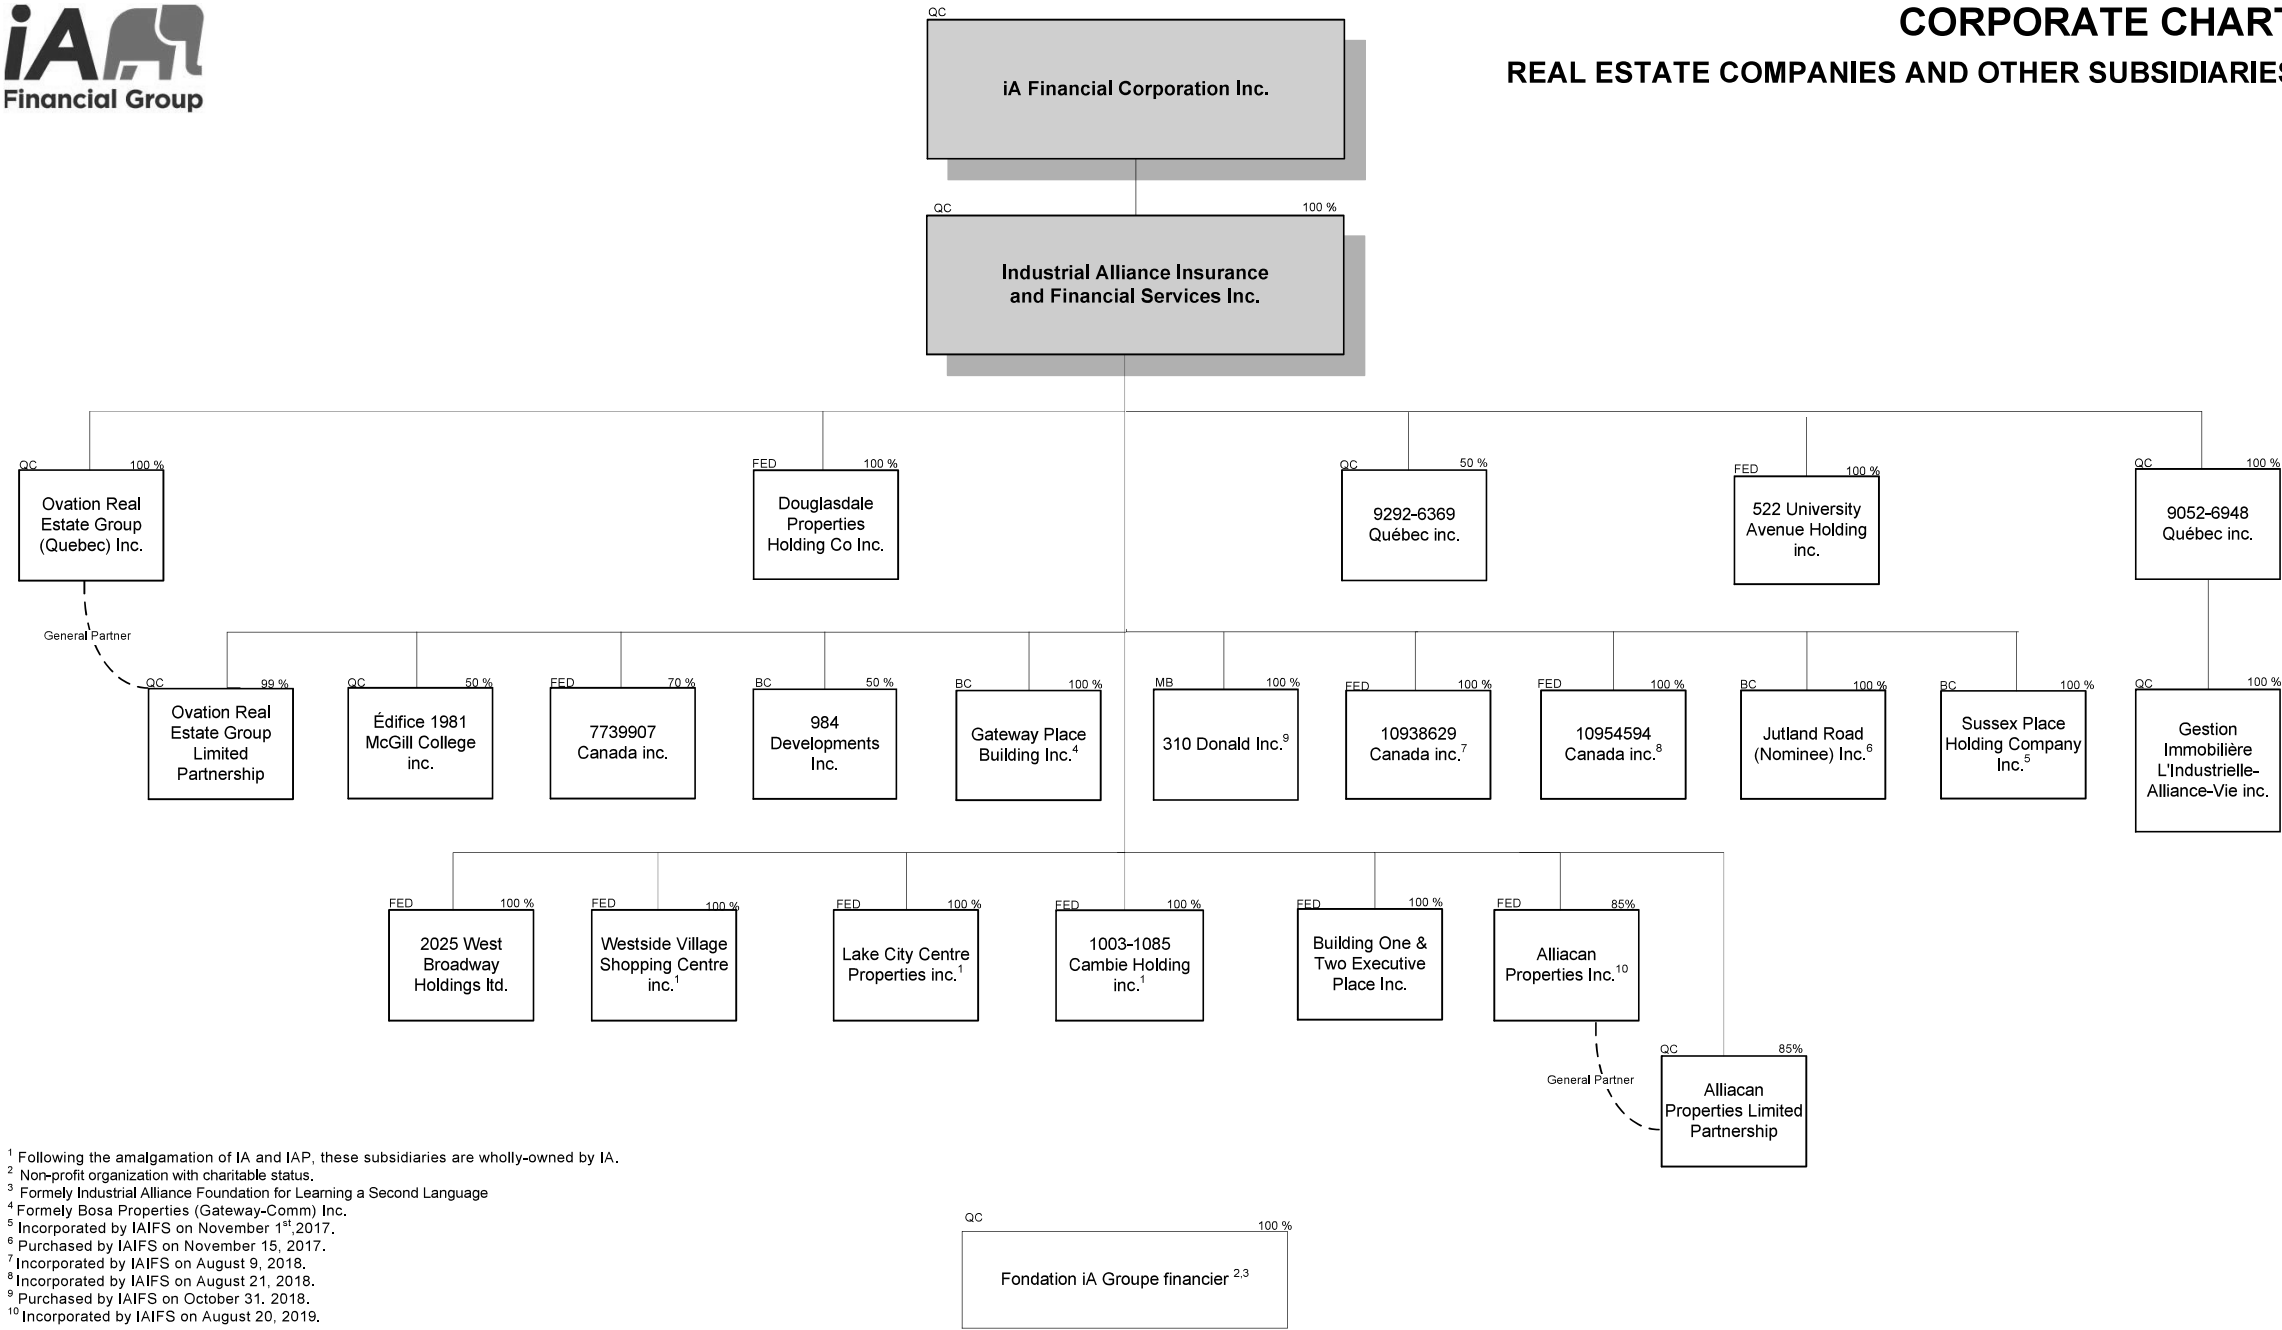 iA
Financial Group
CORPORATE CHART
REAL ESTATE COMPANIES AND OTHER SUBSIDIARIES
QC
iA Financial Corporation Inc.
QC 100 %
Industrial Alliance Insurance
and Financial Services Inc.
QC 100 %
Ovation Real
Estate Group
(Quebec) Inc.
FED 100 %
Douglasdale
Properties
Holding Co Inc.
QC 50 %
9292-6369
Québec inc.
FED 100 %
522 University
Avenue Holding
inc.
QC 100 %
9052-6948
Québec inc.
General Partner
QC 99 %
Ovation Real
Estate Group
Limited
Partnership
QC 50 %
Édifice 1981
McGill College
inc.
FED 70 %
7739907
Canada inc.
BC 50 %
984
Developments
Inc.
BC 100 %
Gateway Place
Building Inc.4
MB 100 %
310 Donald Inc.9
FED 100 %
10938629
Canada inc.7
FED 100 %
10954594
Canada inc.8
BC 100 %
Jutland Road
(Nominee) Inc.6
BC 100 %
Sussex Place
Holding Company
Inc.5
QC 100 %
Gestion
Immobilière
L'Industrielle-
Alliance-Vie inc.
FED 100 %
2025 West
Broadway
Holdings ltd.
FED 100 %
Westside Village
Shopping Centre
inc.1
FED 100 %
Lake City Centre
Properties inc.1
FED 100 %
1003-1085
Cambie Holding
inc.1
FED 100 %
Building One &
Two Executive
Place Inc.
FED 85%
Alliacan
Properties Inc.10
General Partner
QC 85%
Alliacan
Properties Limited
Partnership
1 Following the amalgamation of IA and IAP, these subsidiaries are wholly-owned by IA.
2 Non-profit organization with charitable status.
3 Formely Industrial Alliance Foundation for Learning a Second Language
4 Formely Bosa Properties (Gateway-Comm) Inc.
5 Incorporated by IAIFS on November 1st,2017.
6 Purchased by IAIFS on November 15, 2017.
7 Incorporated by IAIFS on August 9, 2018.
8 Incorporated by IAIFS on August 21, 2018.
9 Purchased by IAIFS on October 31. 2018.
10 Incorporated by IAIFS on August 20, 2019.
QC 100 %
Fondation iA Groupe financier 2,3